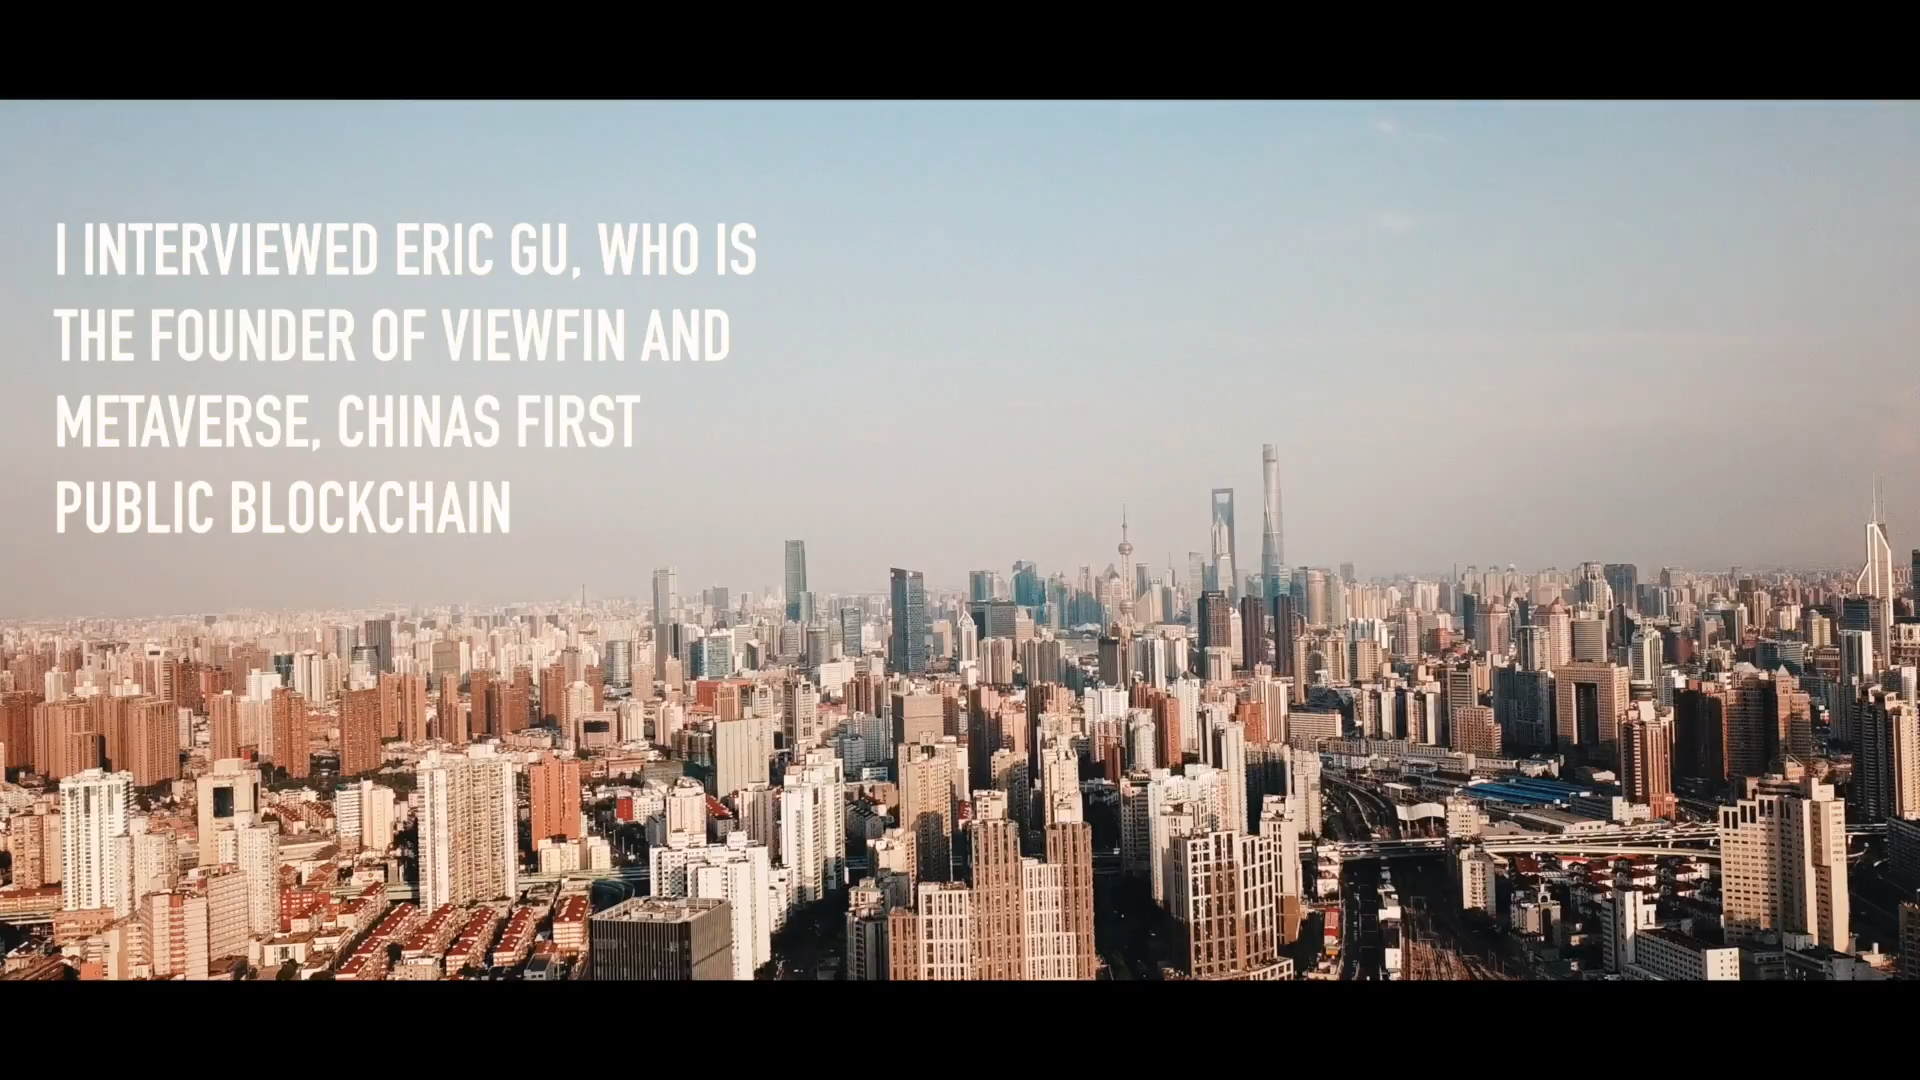 I INTERVIEWED ERIC GU, WHO IS
THE FOUNDER OF VIEWFIN AND
METAVERSE, CHINAS FIRST
PUBLIC BLOCKCHAIN